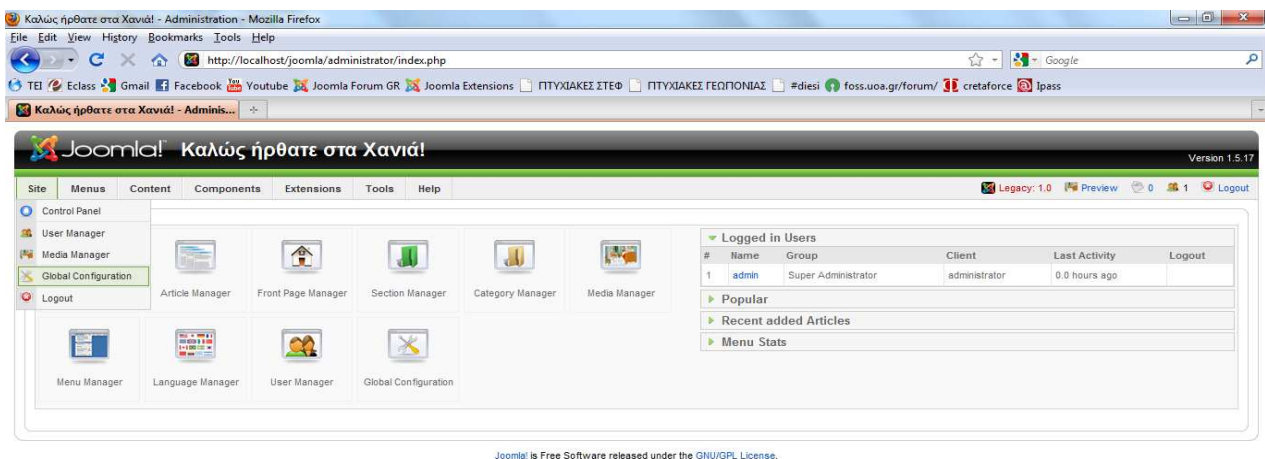 Καλώς ήρθατε στα Χανιά! - Administration - Mozilla Firefox
File Edit View History Bookmarks Tools Help
http://localhost/joomla/administrator/index.php
Google
TEI Eclass Gmail Facebook Youtube Joomla Forum GR Joomla Extensions ΠΤΥΧΙΑΚΕΣ ΣΤΕΦ ΠΤΥΧΙΑΚΕΣ ΓΕΩΠΟΝΙΑΣ #diesi foss.uoa.gr/forum/ cretaforce Ipass
Καλώς ήρθατε στα Χανιά! - Adminis...
Joomla! Καλώς ήρθατε στα Χανιά!
Version 1.5.17
Site Menus Content Components Extensions Tools Help
Legacy: 1.0 Preview 0 1 Logout
Control Panel
User Manager
Media Manager
Global Configuration
Logout
Article Manager Front Page Manager Section Manager Category Manager Media Manager
Menu Manager Language Manager User Manager Global Configuration
Logged in Users
# Name Group Client Last Activity Logout
1 admin Super Administrator administrator 0.0 hours ago
Popular
Recent added Articles
Menu Stats
Joomla! is Free Software released under the GNU/GPL License.